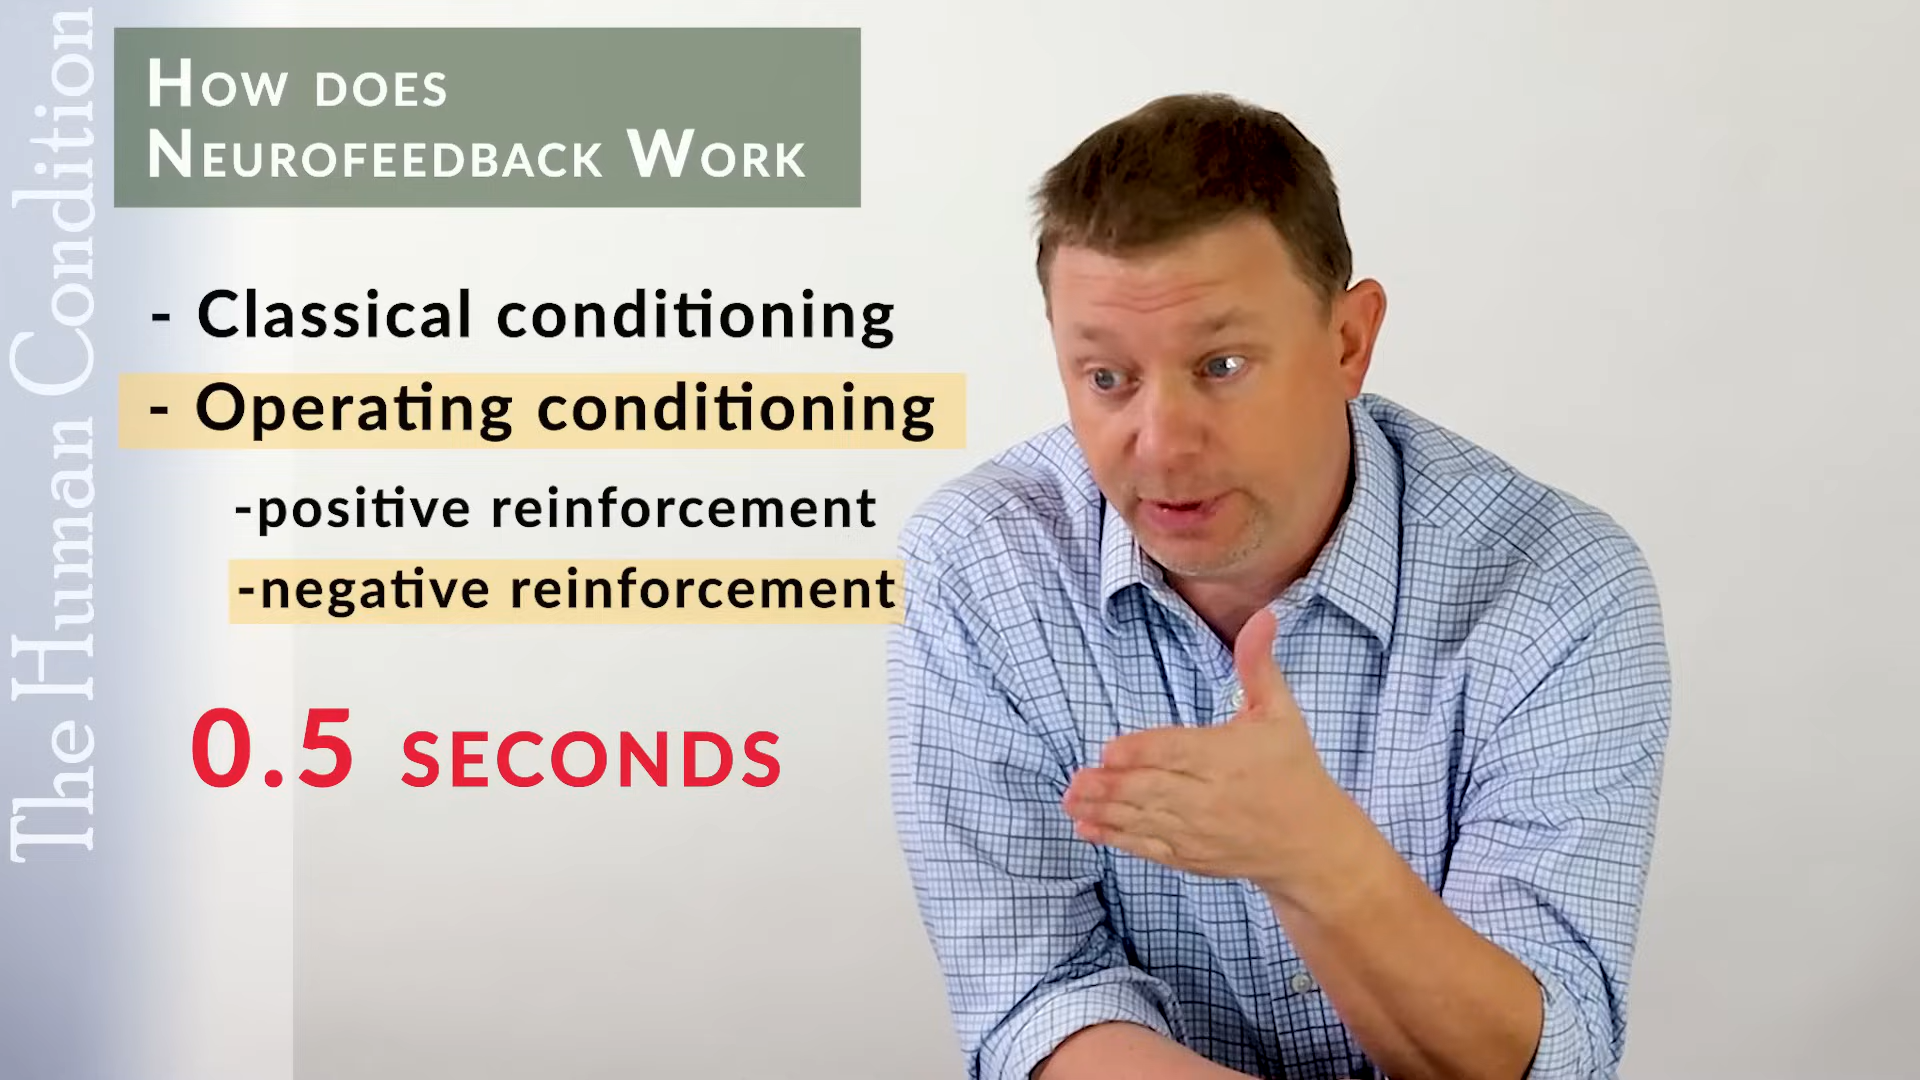 The Human Condition
How does
Neurofeedback Work
- Classical conditioning
- Operating conditioning
-positive reinforcement
-negative reinforcement
0.5 seconds